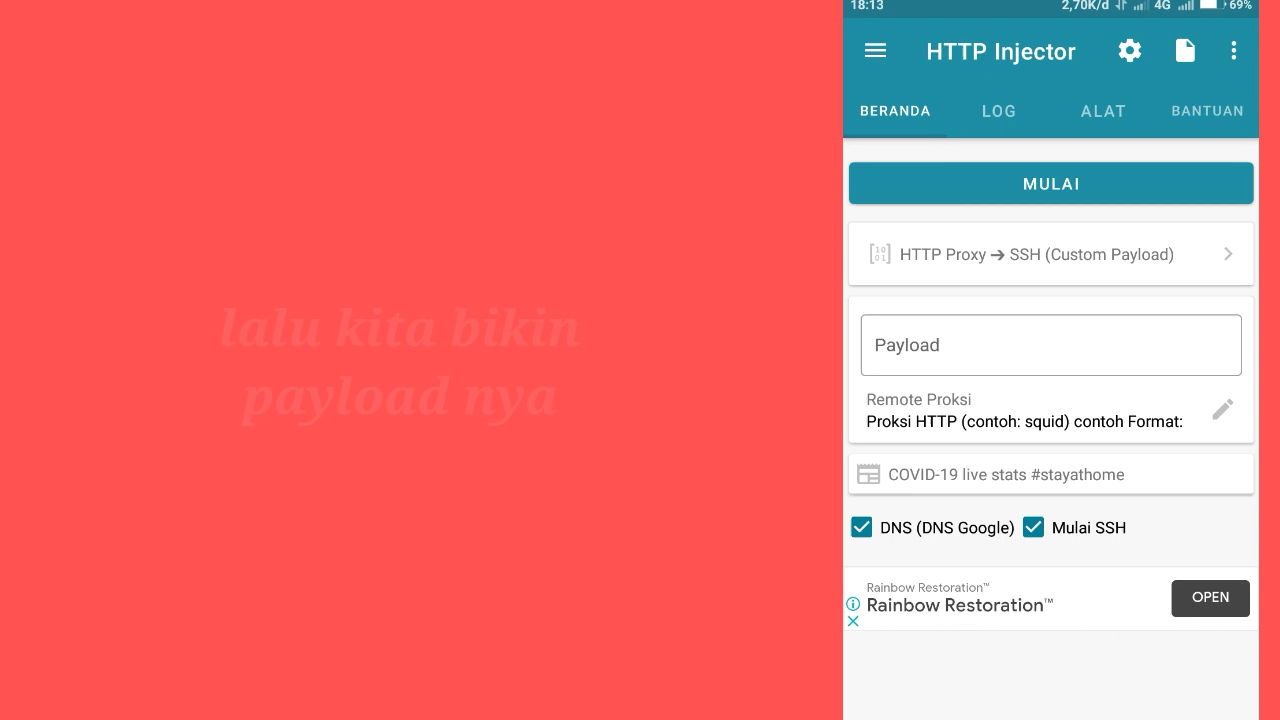 lalu kita bikin
payload nya
18:13 2,70K/d 4G 69%
HTTP Injector
BERANDA LOG ALAT BANTUAN
MULAI
HTTP Proxy ➔ SSH (Custom Payload)
Payload
Remote Proksi
Proksi HTTP (contoh: squid) contoh Format:
COVID-19 live stats #stayathome
DNS (DNS Google) Mulai SSH
Rainbow Restoration™
Rainbow Restoration™
OPEN